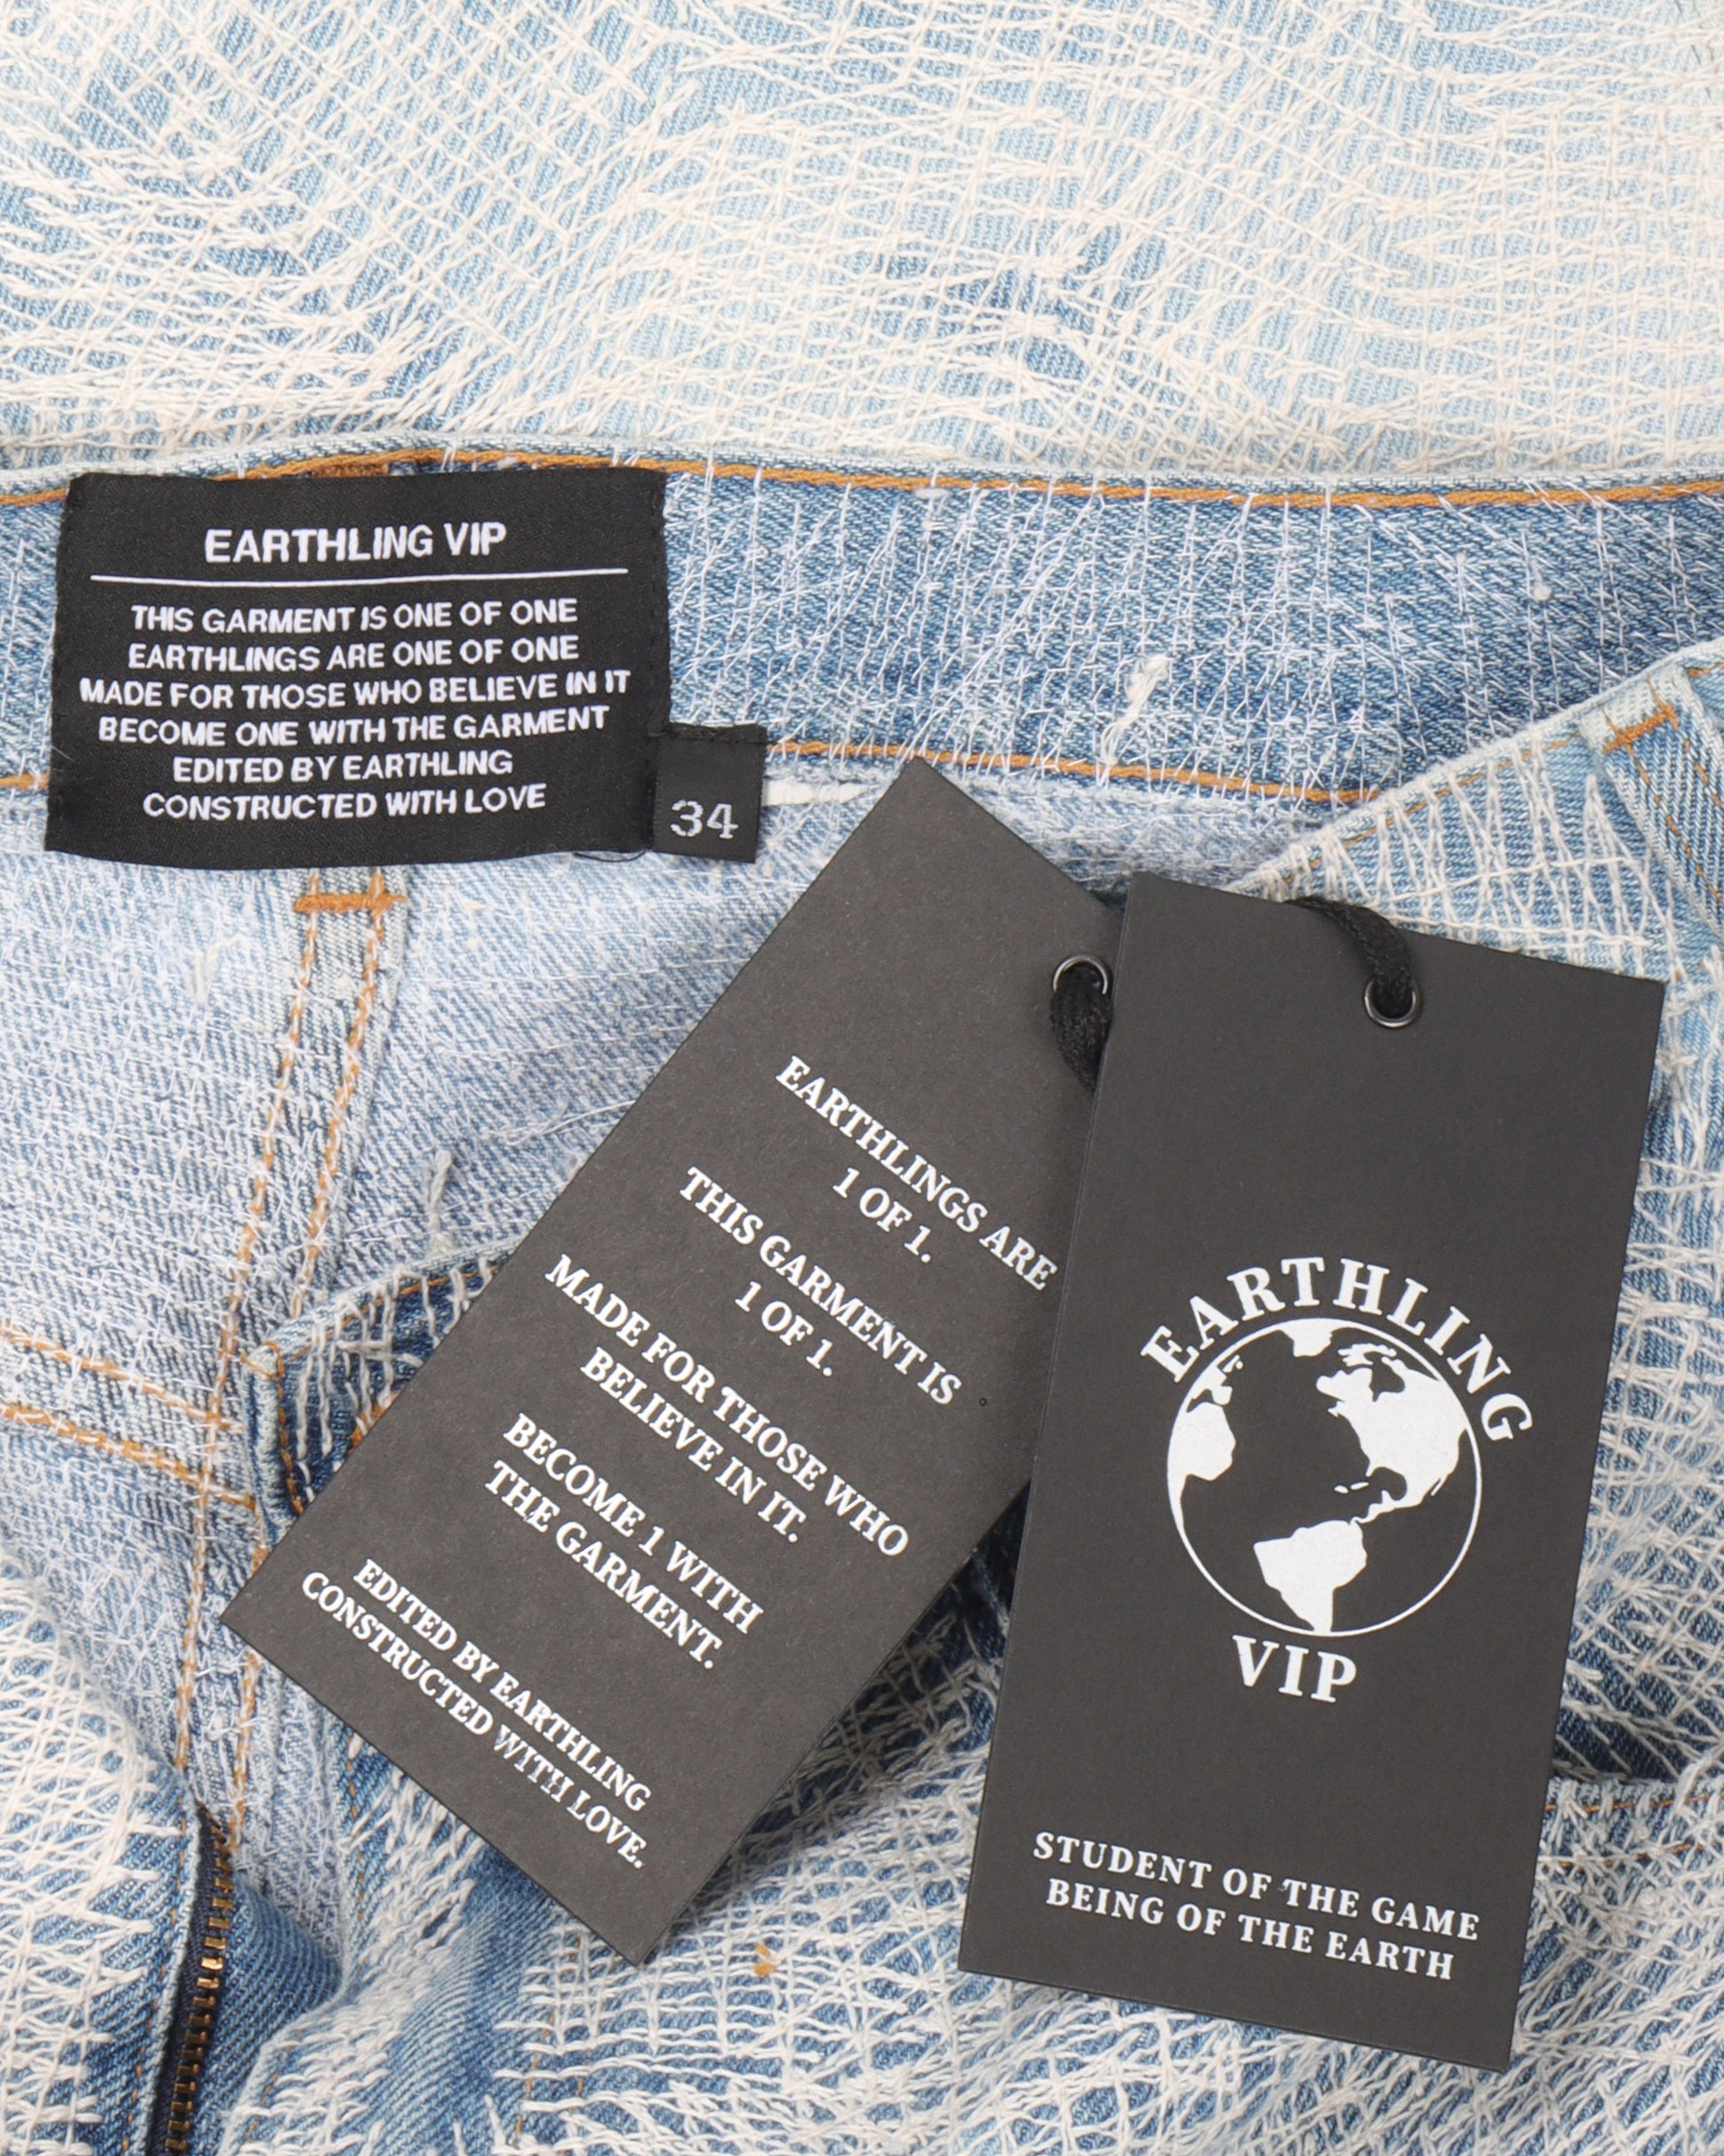 EARTHLING VIP
THIS GARMENT IS ONE OF ONE
EARTHLINGS ARE ONE OF ONE
MADE FOR THOSE WHO BELIEVE IN IT
BECOME ONE WITH THE GARMENT
EDITED BY EARTHLING
CONSTRUCTED WITH LOVE
34
EARTHLINGS ARE
1 OF 1.
THIS GARMENT IS
1 OF 1.
MADE FOR THOSE WHO
BELIEVE IN IT.
BECOME 1 WITH
THE GARMENT.
EDITED BY EARTHLING
CONSTRUCTED WITH LOVE.
EARTHLING
VIP
STUDENT OF THE GAME
BEING OF THE EARTH